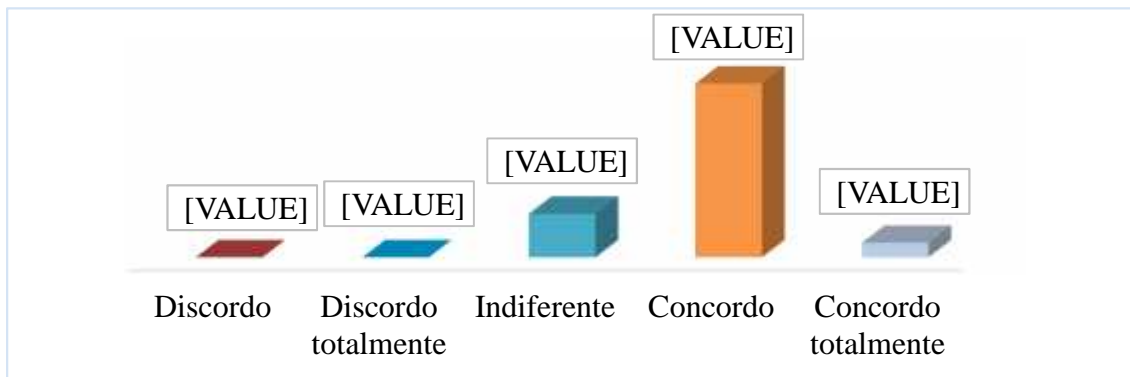 [VALUE]
[VALUE]
[VALUE]
[VALUE]
[VALUE]
Discordo
Discordo
totalmente
Indiferente
Concordo
Concordo
totalmente